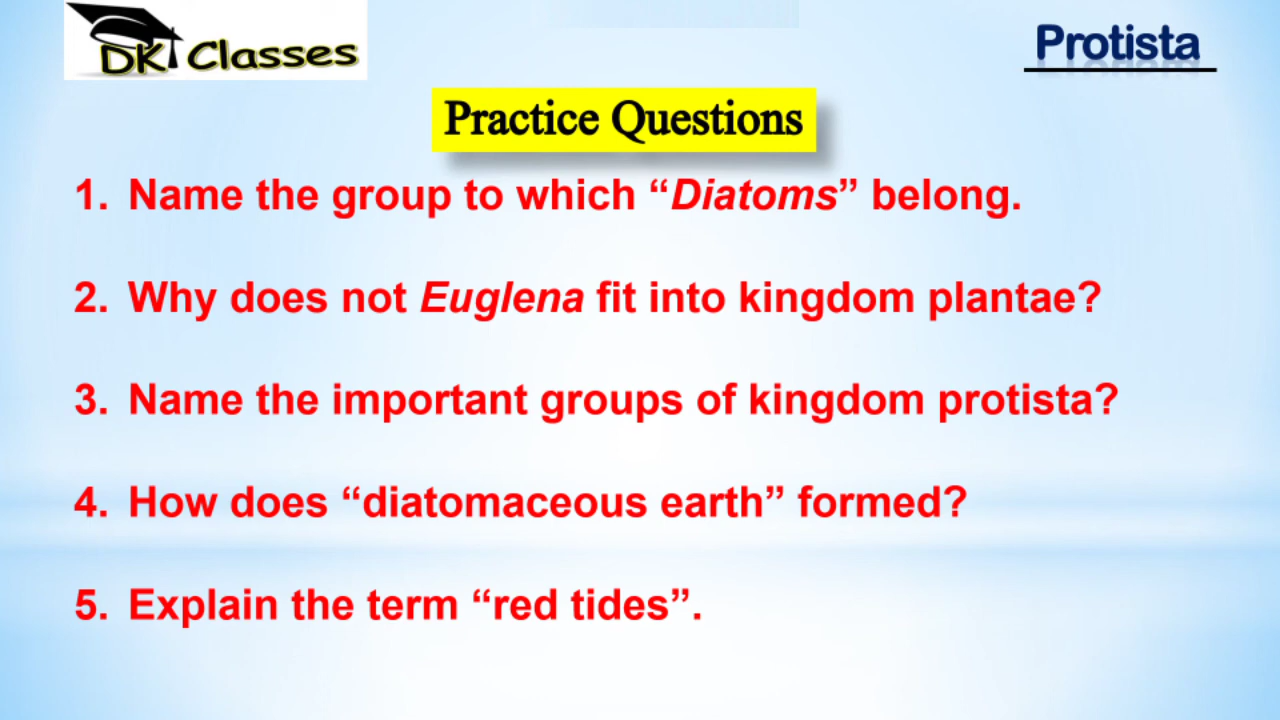 DK Classes
Protista
Practice Questions
1. Name the group to which “Diatoms” belong.
2. Why does not Euglena fit into kingdom plantae?
3. Name the important groups of kingdom protista?
4. How does “diatomaceous earth” formed?
5. Explain the term “red tides”.